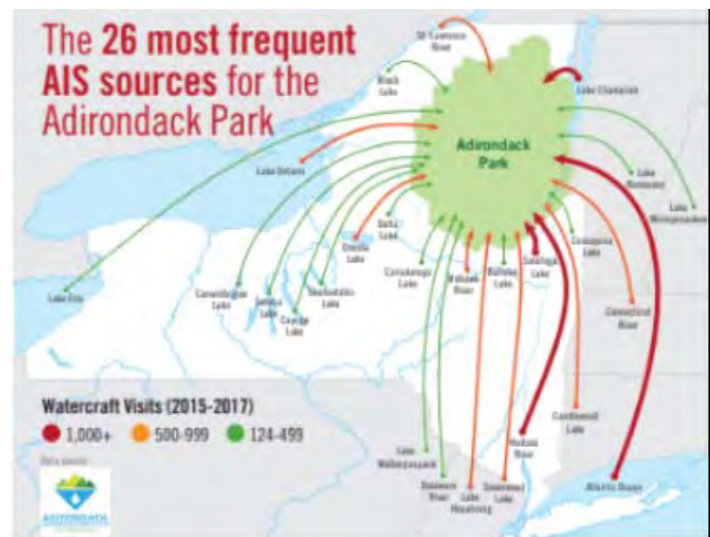 The 26 most frequent
AIS sources for the
Adirondack Park
St. Lawrence
River
Black
Lake
Lake Champlain
Adirondack
Park
Lake Ontario
Lake
Lake
Winnipesaukee
Delta
Lake
Oneida
Lake
Lake Erie
Canandaigua
Lake
Seneca
Lake
Cayuga
Lake
Skaneateles
Lake
Canadarago
Lake
Mohawk
River
Ballston
Lake
Saratoga
Lake
Cossayuna
Lake
Connecticut
River
Watercraft Visits (2015-2017)
1,000+
500-999
124-499
Candlewood
Lake
Hudson
River
Lake
Wallenpaupack
Delaware
River
Lake
Hopatcong
Greenwood
Lake
Atlantic Ocean
ADIRONDACK